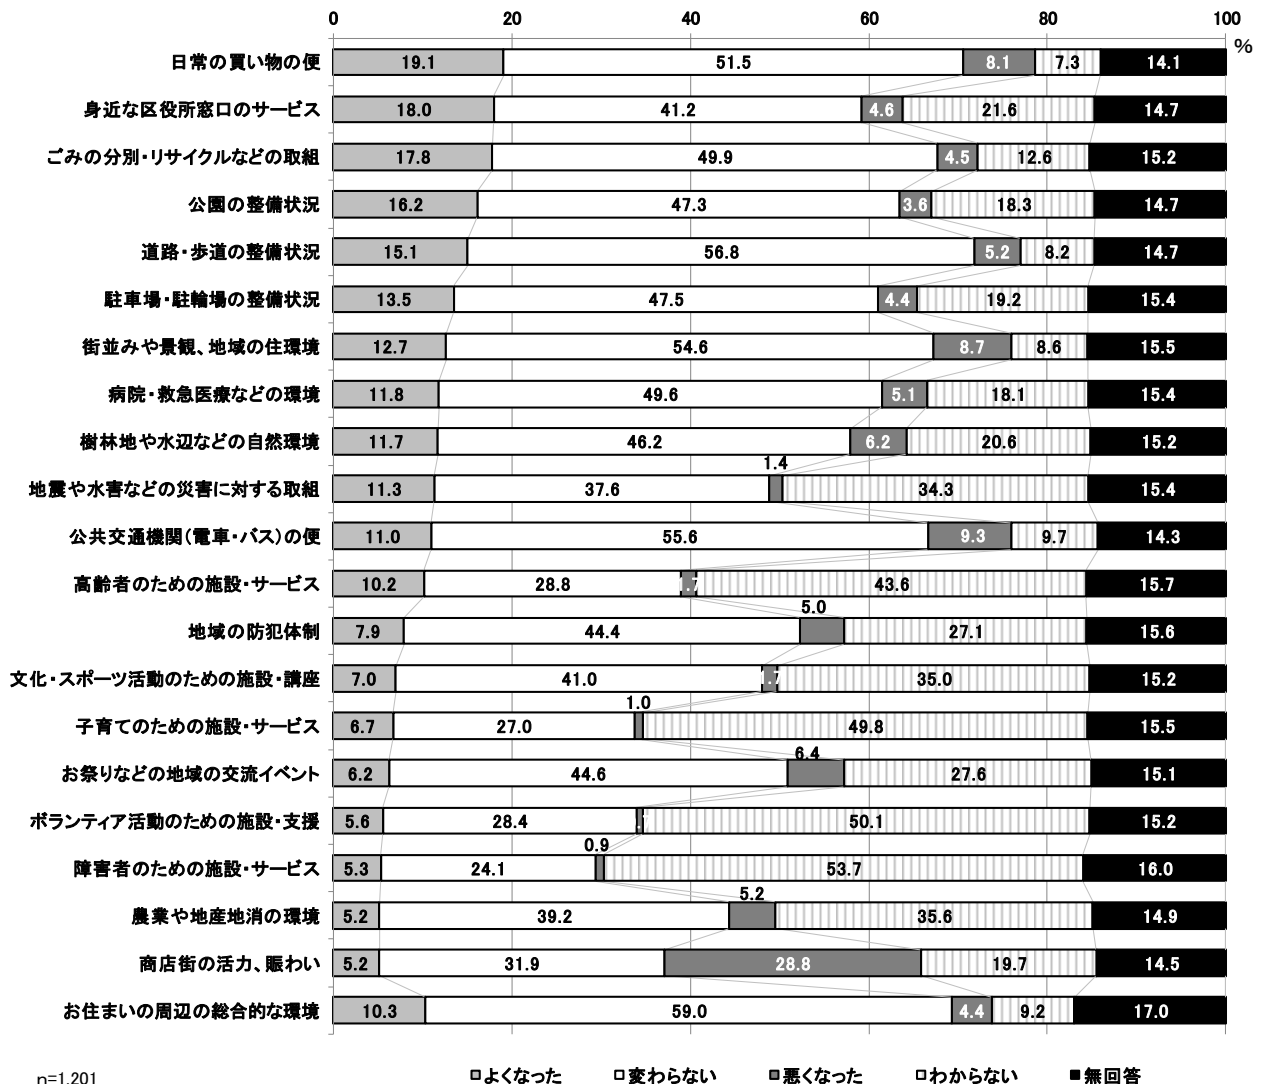 0 20 40 60 80 100
%
日常の買い物の便 19.1 51.5 8.1 7.3 14.1
身近な区役所窓口のサービス 18.0 41.2 4.6 21.6 14.7
ごみの分別・リサイクルなどの取組 17.8 49.9 4.5 12.6 15.2
公園の整備状況 16.2 47.3 3.6 18.3 14.7
道路・歩道の整備状況 15.1 56.8 5.2 8.2 14.7
駐車場・駐輪場の整備状況 13.5 47.5 4.4 19.2 15.4
街並みや景観、地域の住環境 12.7 54.6 8.7 8.6 15.5
病院・救急医療などの環境 11.8 49.6 5.1 18.1 15.4
樹林地や水辺などの自然環境 11.7 46.2 6.2 20.6 15.2
地震や水害などの災害に対する取組 11.3 37.6 1.4 34.3 15.4
公共交通機関（電車・バス）の便 11.0 55.6 9.3 9.7 14.3
高齢者のための施設・サービス 10.2 28.8 43.6 15.7
地域の防犯体制 7.9 44.4 5.0 27.1 15.6
文化・スポーツ活動のための施設・講座 7.0 41.0 35.0 15.2
子育てのための施設・サービス 6.7 27.0 1.0 49.8 15.5
お祭りなどの地域の交流イベント 6.2 44.6 6.4 27.6 15.1
ボランティア活動のための施設・支援 5.6 28.4 50.1 15.2
障害者のための施設・サービス 5.3 24.1 0.9 53.7 16.0
農業や地産地消の環境 5.2 39.2 5.2 35.6 14.9
商店街の活力、賑わい 5.2 31.9 28.8 19.7 14.5
お住まいの周辺の総合的な環境 10.3 59.0 4.4 9.2 17.0
n=1,201 よくなった 変わらない 悪くなった わからない 無回答